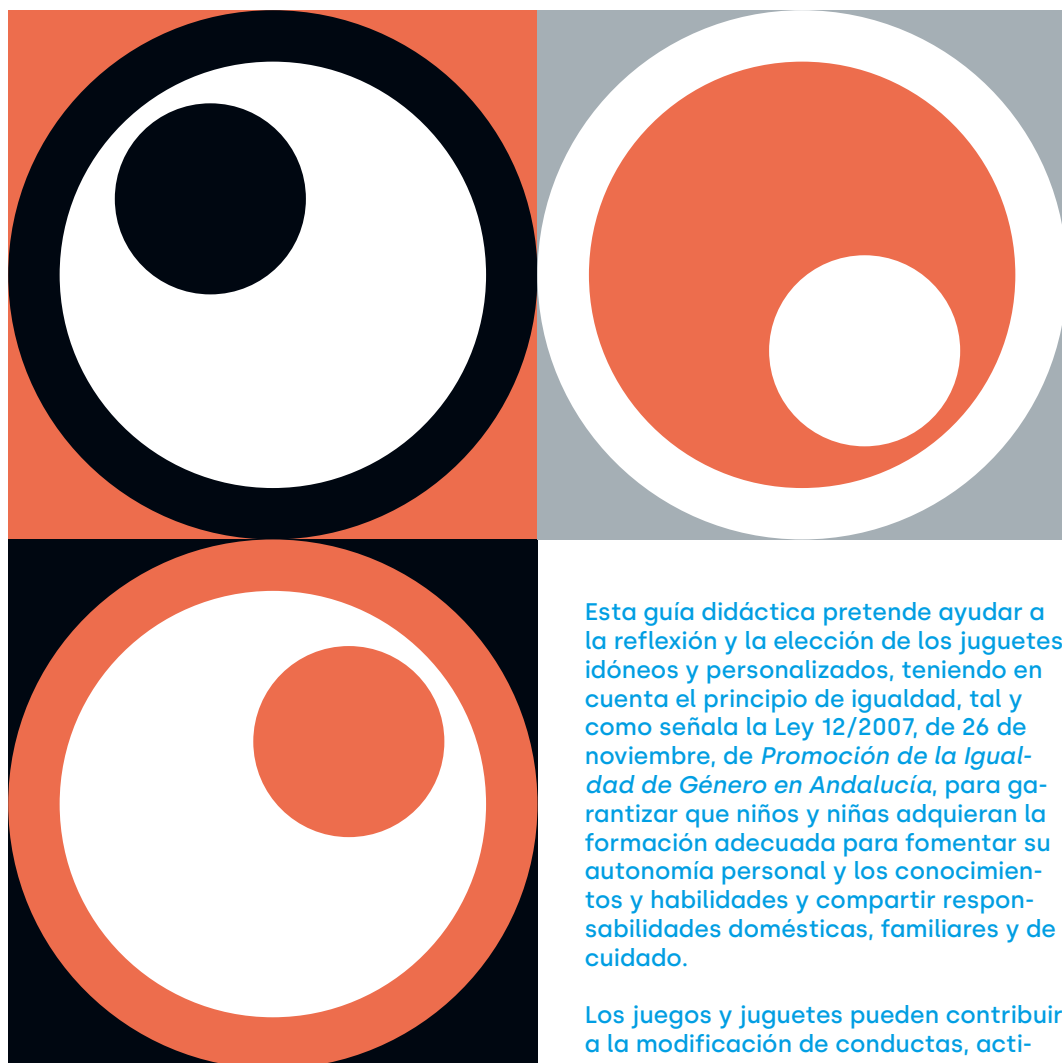 Esta guía didáctica pretende ayudar a
la reflexión y la elección de los juguetes
idóneos y personalizados, teniendo en
cuenta el principio de igualdad, tal y
como señala la Ley 12/2007, de 26 de
noviembre, de Promoción de la Igual-
dad de Género en Andalucía, para ga-
rantizar que niños y niñas adquieran la
formación adecuada para fomentar su
autonomía personal y los conocimien-
tos y habilidades y compartir respon-
sabilidades domésticas, familiares y de
cuidado.
Los juegos y juguetes pueden contribuir
a la modificación de conductas, acti-